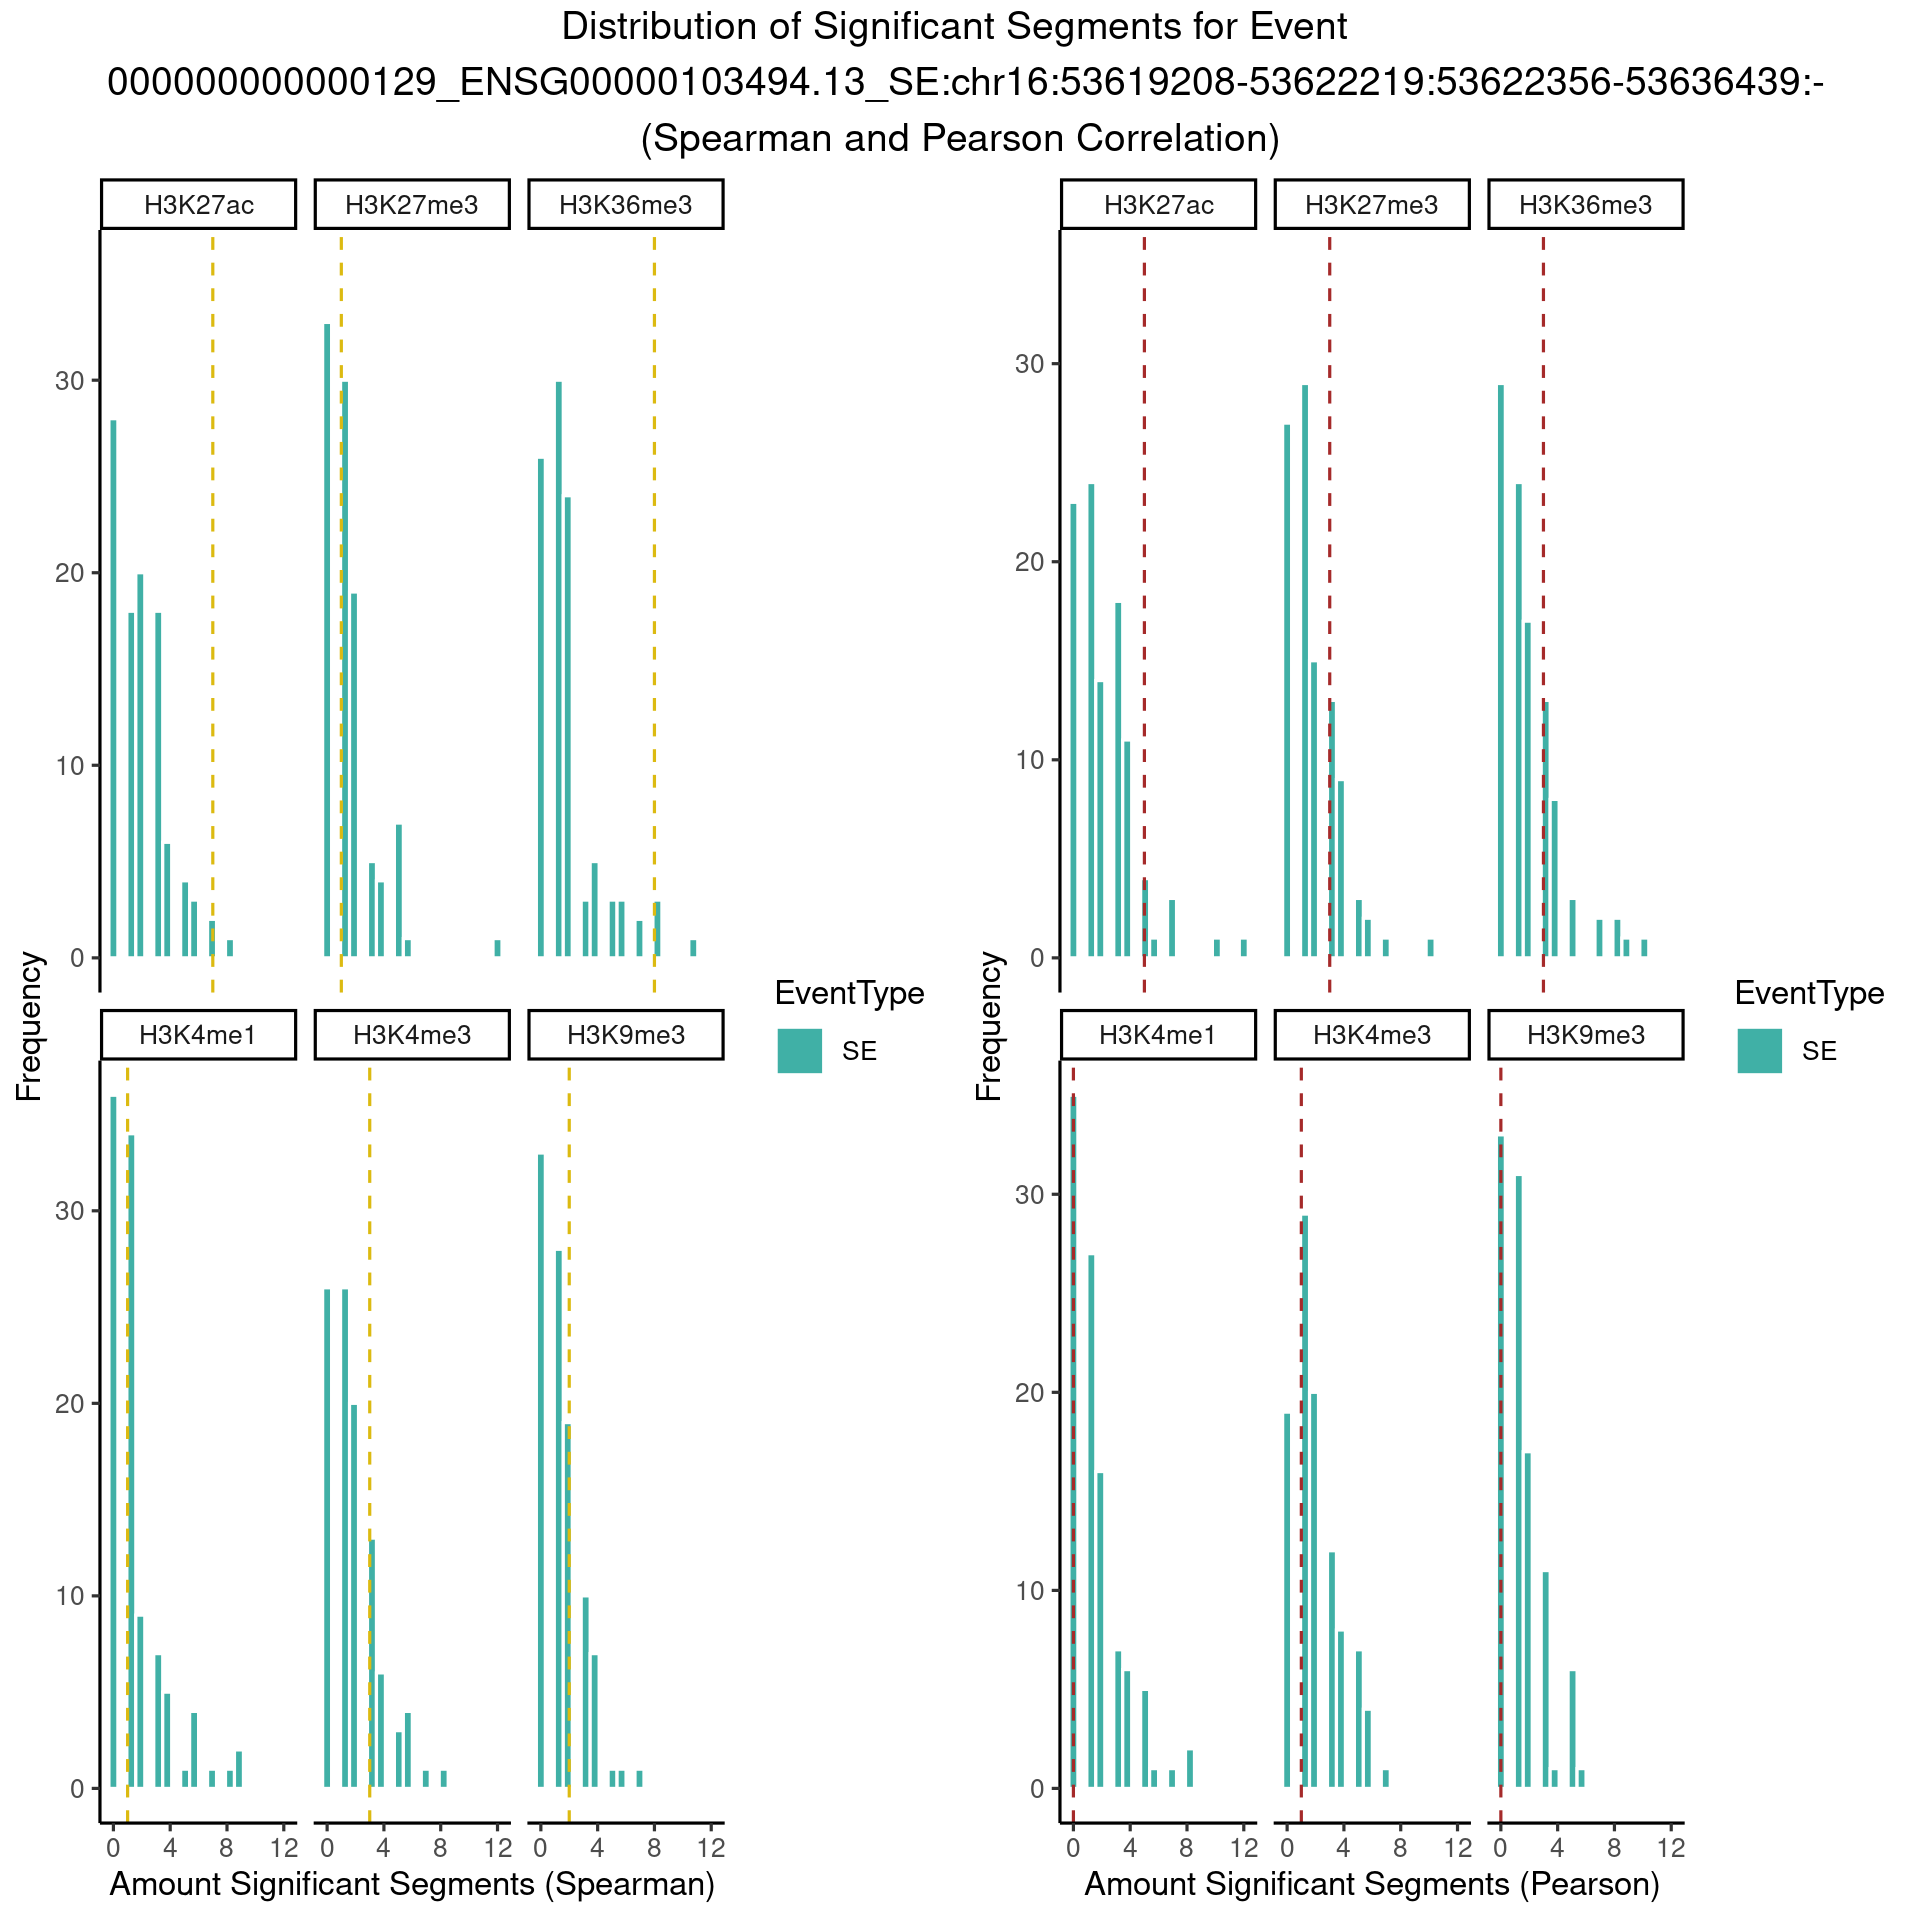 Distribution of Significant Segments for Event
000000000000129_ENSG00000103494.13_SE:chr16:53619208-53622219:53622356-53636439:-
(Spearman and Pearson Correlation)
H3K27ac H3K27me3 H3K36me3
30
20
10
0
H3K4me1 H3K4me3 H3K9me3
30
20
10
0
0 4 8 12 0 4 8 12 0 4 8 12
Frequency
Amount Significant Segments (Spearman)
EventType
SE
H3K27ac H3K27me3 H3K36me3
30
20
10
0
H3K4me1 H3K4me3 H3K9me3
30
20
10
0
0 4 8 12 0 4 8 12 0 4 8 12
Frequency
Amount Significant Segments (Pearson)
EventType
SE